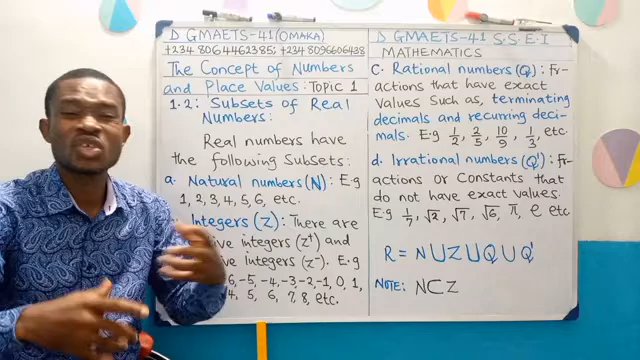 D GMAETS-41 (OMAKA)
+234 8064462385; +234 8096606438
The Concept of Numbers
and Place Values: Topic 1
1.2: Subsets of Real
Numbers:
Real numbers have
the following Subsets:
a. Natural numbers (N): E.g
1, 2, 3, 4, 5, 6, etc.
Integers (Z): There are
integers (Z⁺) and
integers (Z⁻). E.g
-5, -4, -3 -2, -1, 0, 1,
4, 5, 6, 7, 8, etc.
D GMAETS-41 S.S.E-I
MATHEMATICS
C. Rational numbers (Q): Fr-
actions that have exact
Values Such as, terminating
decimals and recurring deci-
mals. E.g 1/2, 2/5, 10/9, 1/3, etc.
d. Irrational numbers (Q'): Fr-
actions or Constants that
do not have exact Values.
E.g 1/7, √2, √7, √6, π, e etc
R = N ∪ Z ∪ Q ∪ Q'
NOTE: N⊂Z